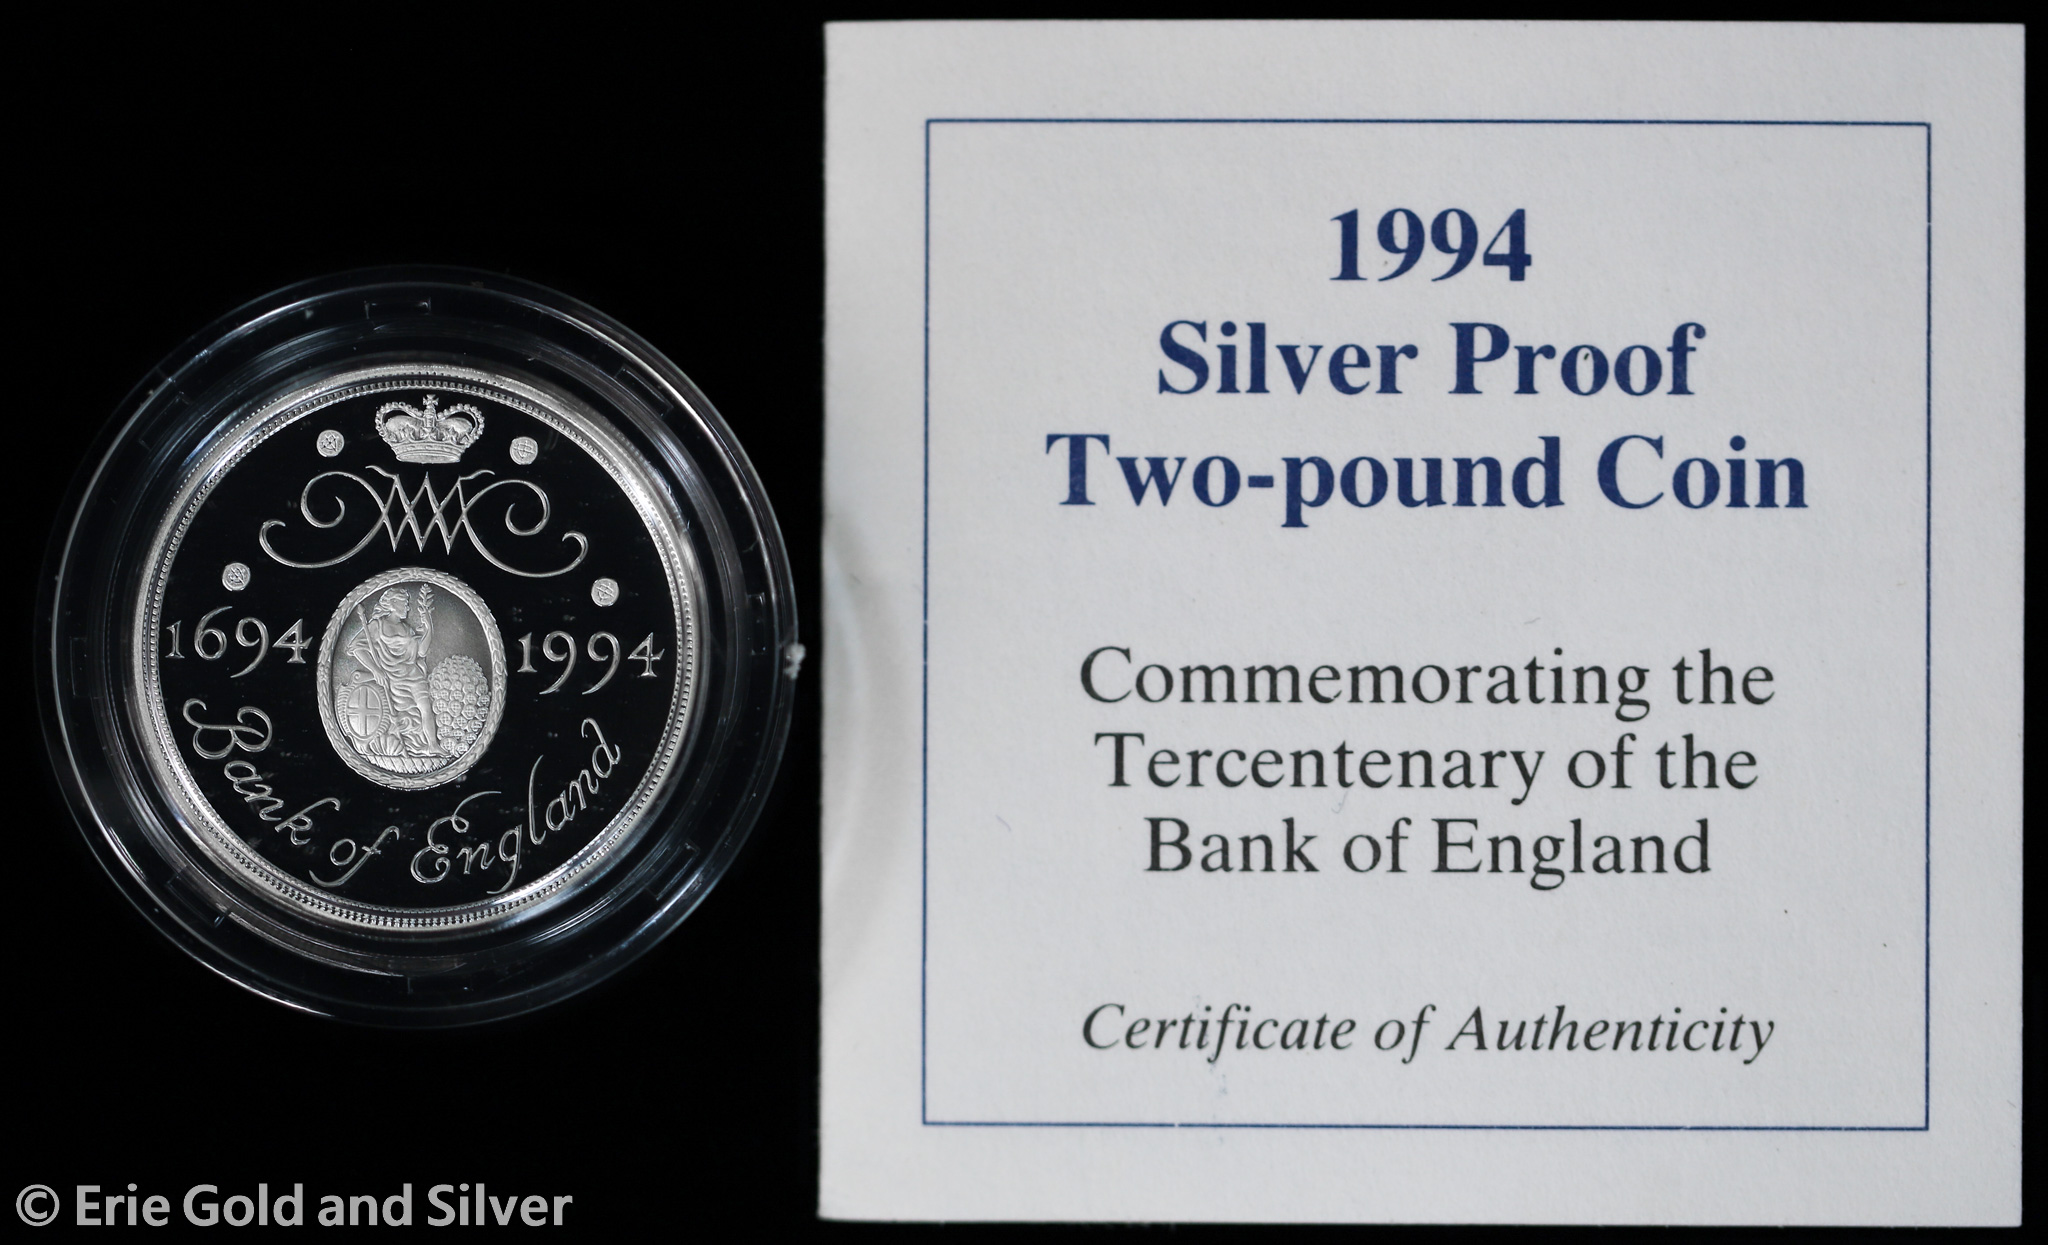 1694 1994
Bank of England
1994
Silver Proof
Two-pound Coin
Commemorating the
Tercentenary of the
Bank of England
Certificate of Authenticity
© Erie Gold and Silver